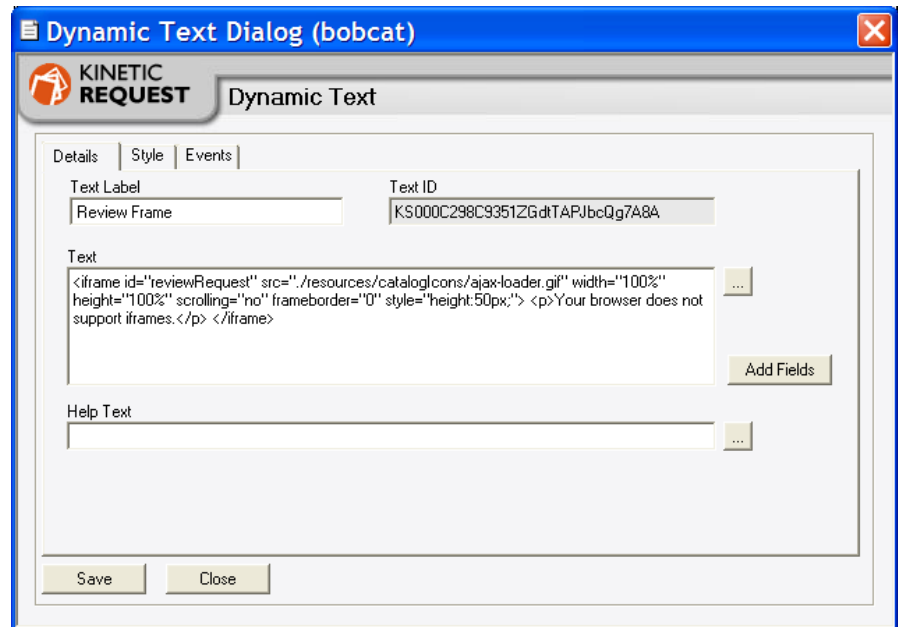 Dynamic Text Dialog (bobcat)
KINETIC
REQUEST
Dynamic Text
Details Style Events
Text Label Text ID
Review Frame KS000C298C9351ZGdtTAPJbcQg7A8A
Text
<iframe id="reviewRequest" src="./resources/catalogIcons/ajax-loader.gif" width="100%"
height="100%" scrolling="no" frameborder="0" style="height:50px;"> <p>Your browser does not
support iframes.</p> </iframe>
...
Add Fields
Help Text
...
Save Close